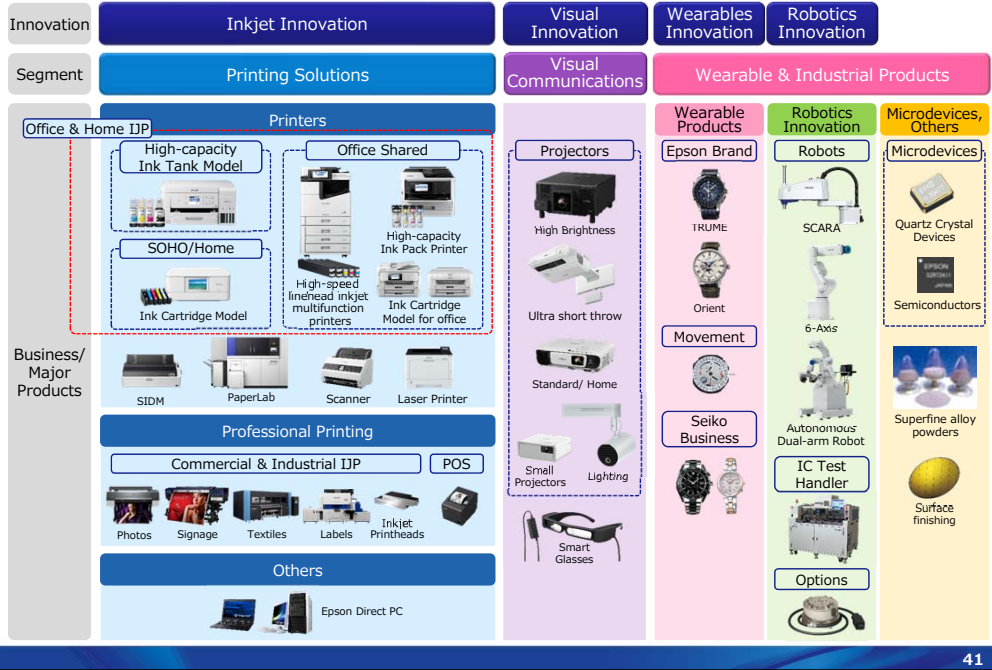 Innovation
Inkjet Innovation
Visual
Innovation
Wearables
Innovation
Robotics
Innovation
Segment
Printing Solutions
Visual
Communications
Wearable & Industrial Products
Business/
Major
Products
Printers
Office & Home IJP
High-capacity
Ink Tank Model
Office Shared
High-capacity
Ink Pack Printer
SOHO/Home
Ink Cartridge Model
High-speed
linehead inkjet
multifunction
printers
Ink Cartridge
Model for office
SIDM
PaperLab
Scanner
Laser Printer
Professional Printing
Commercial & Industrial IJP
POS
Photos
Signage
Textiles
Labels
Inkjet
Printheads
Others
Epson Direct PC
Projectors
High Brightness
Ultra short throw
Standard/ Home
Small
Projectors
Lighting
Smart
Glasses
Wearable
Products
Epson Brand
TRUME
Orient
Movement
Seiko
Business
Robotics
Innovation
Robots
SCARA
6-Axis
Autonomous
Dual-arm Robot
IC Test
Handler
Options
Microdevices,
Others
Microdevices
Quartz Crystal
Devices
EPSON
JAPAN
Semiconductors
Superfine alloy
powders
Surface
finishing
41